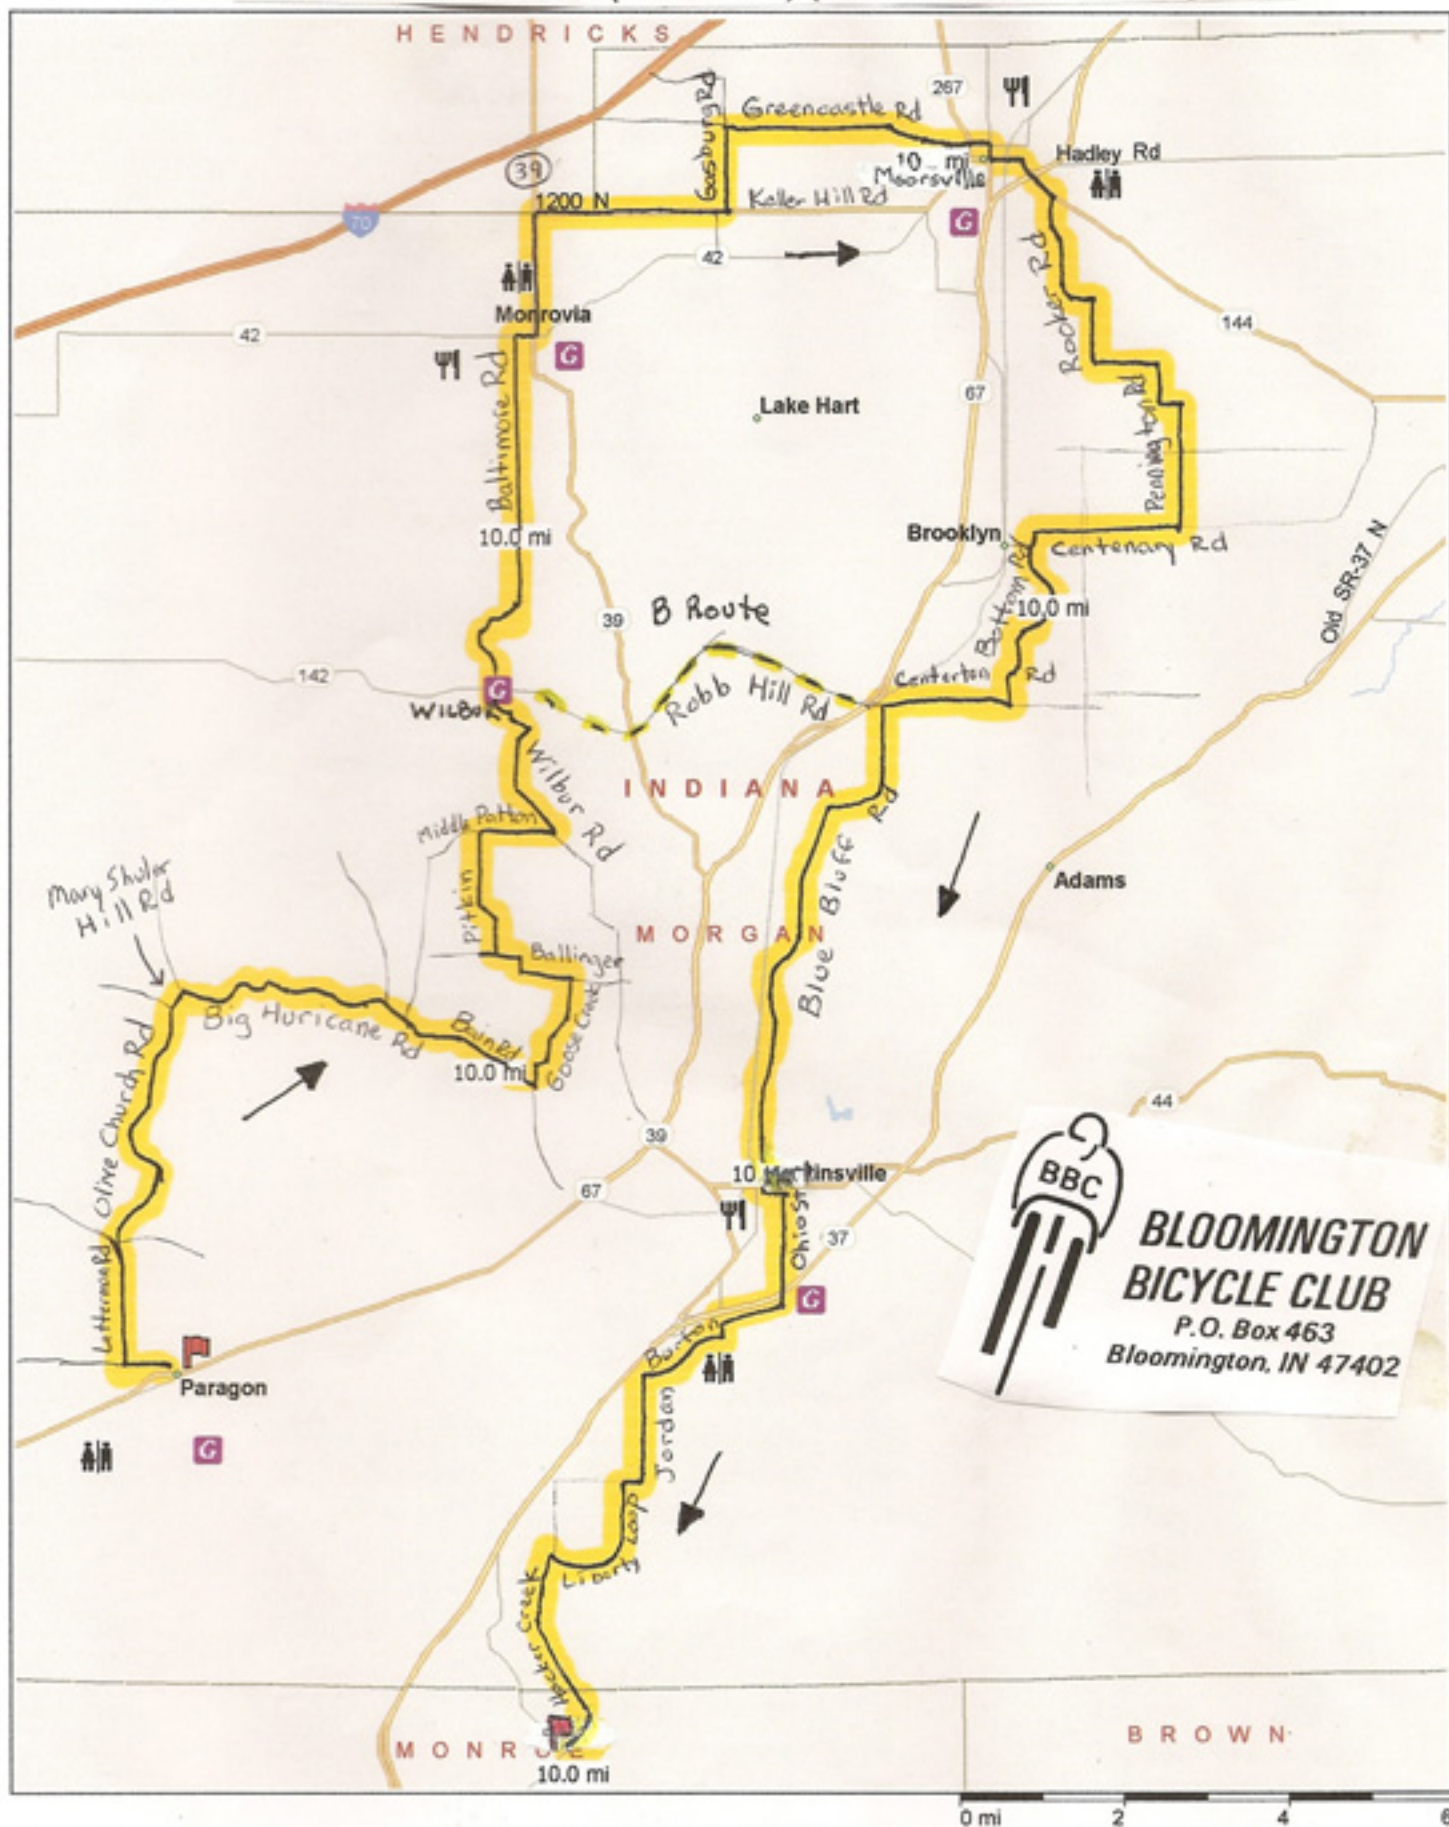 HENDRICKS
267
Gasburg Rd
Greencastle Rd
39
10 mi
Moorsville
Hadley Rd
1200 N
Keller Hill Rd
G
70
42
Monrovia
42
G
Rooker Rd
144
67
Baltimore Rd
Lake Hart
Pennington Rd
10.0 mi
Brooklyn
Centenary Rd
Bottom Rd
10.0 mi
Old SR-37 N
39
B Route
142
G
WILBUR
Robb Hill Rd
Centerton Rd
Wilbur Rd
INDIANA
Middle Patton
Blue Bluff Rd
Adams
Mary Shuler
Hill Rd
Pitkin
MORGAN
Ballinger
Big Huricane Rd
Bain Rd
Goose Creek
10.0 mi
Olive Church Rd
39
44
10
67
Ohio St
37
G
BBC
BLOOMINGTON
BICYCLE CLUB
P.O. Box 463
Bloomington, IN 47402
Burton
Paragon
G
Jordan
Liberty Loop
Hacker Creek
MONROE
BROWN
10.0 mi
0 mi 2 4 6